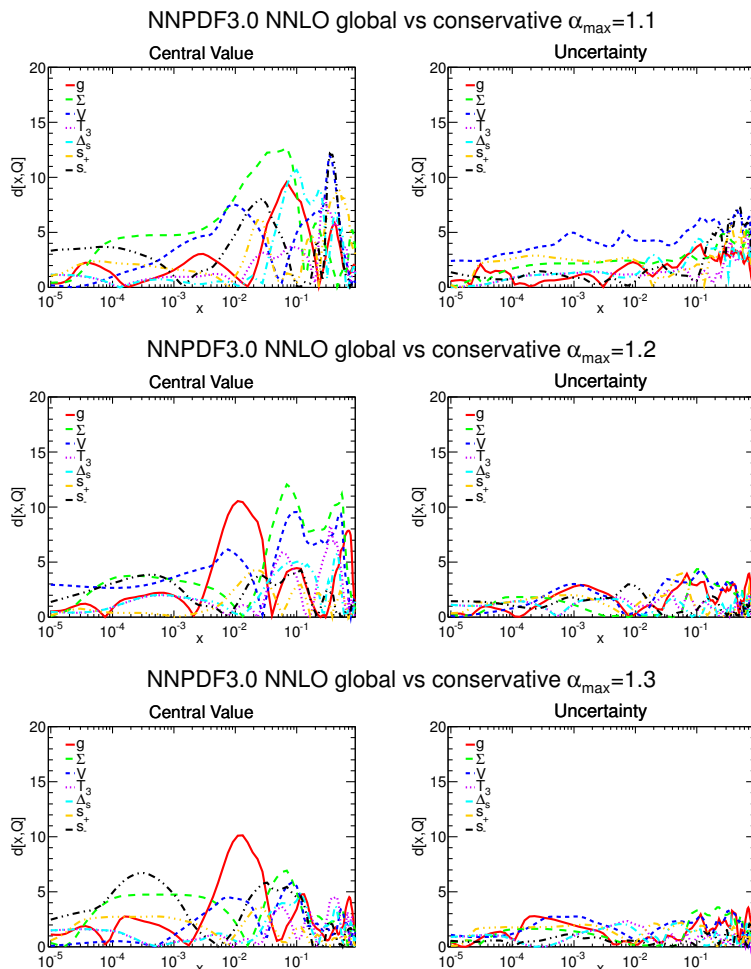 NNPDF3.0 NNLO global vs conservative αmax=1.1
Central Value
d[x,Q]
20
15
10
5
0
g
Σ
V
T3
Δs
s+
s-
10-5
10-4
10-3
10-2
10-1
x
Uncertainty
d[x,Q]
20
15
10
5
0
g
Σ
V
T3
Δs
s+
s-
10-5
10-4
10-3
10-2
10-1
x
NNPDF3.0 NNLO global vs conservative αmax=1.2
Central Value
d[x,Q]
20
15
10
5
0
g
Σ
V
T3
Δs
s+
s-
10-5
10-4
10-3
10-2
10-1
x
Uncertainty
d[x,Q]
20
15
10
5
0
g
Σ
V
T3
Δs
s+
s-
10-5
10-4
10-3
10-2
10-1
x
NNPDF3.0 NNLO global vs conservative αmax=1.3
Central Value
d[x,Q]
20
15
10
5
0
g
Σ
V
T3
Δs
s+
s-
10-5
10-4
10-3
10-2
10-1
x
Uncertainty
d[x,Q]
20
15
10
5
0
g
Σ
V
T3
Δs
s+
s-
10-5
10-4
10-3
10-2
10-1
x